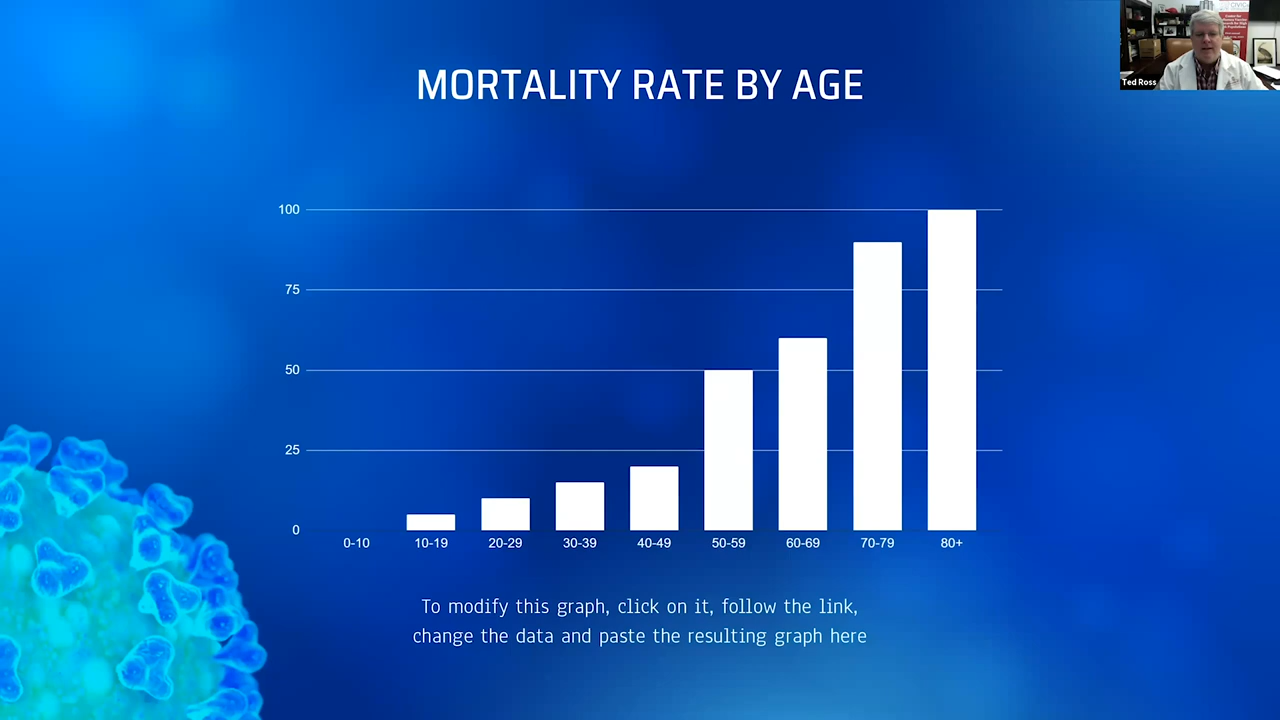 MORTALITY RATE BY AGE
Ted Ross
100
75
50
25
0
0-10 10-19 20-29 30-39 40-49 50-59 60-69 70-79 80+
To modify this graph, click on it, follow the link,
change the data and paste the resulting graph here